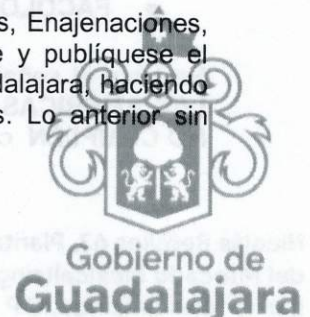 s, Enajenaciones,
e y publíquese el
dalajara, haciendo
s. Lo anterior sin
Gobierno de
Guadalajara